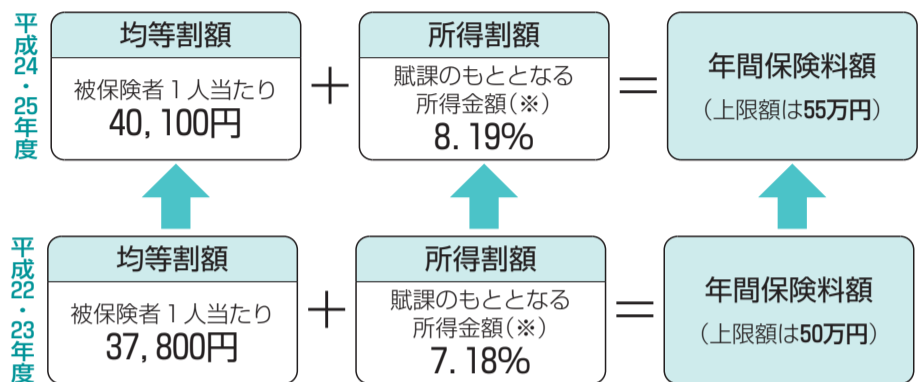 平成24・25年度
均等割額
被保険者1人当たり
40,100円
+
所得割額
賦課のもととなる
所得金額(※)
8.19%
=
年間保険料額
(上限額は55万円)
平成22・23年度
均等割額
被保険者1人当たり
37,800円
+
所得割額
賦課のもととなる
所得金額(※)
7.18%
=
年間保険料額
(上限額は50万円)